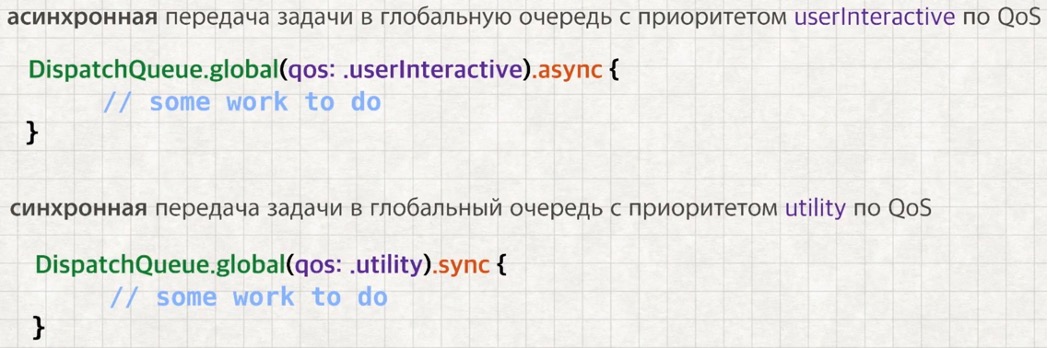 асинхронная передача задачи в глобальную очередь с приоритетом userInteractive по QoS
DispatchQueue.global(qos: .userInteractive).async {
// some work to do
}
синхронная передача задачи в глобальный очередь с приоритетом utility по QoS
DispatchQueue.global(qos: .utility).sync {
// some work to do
}